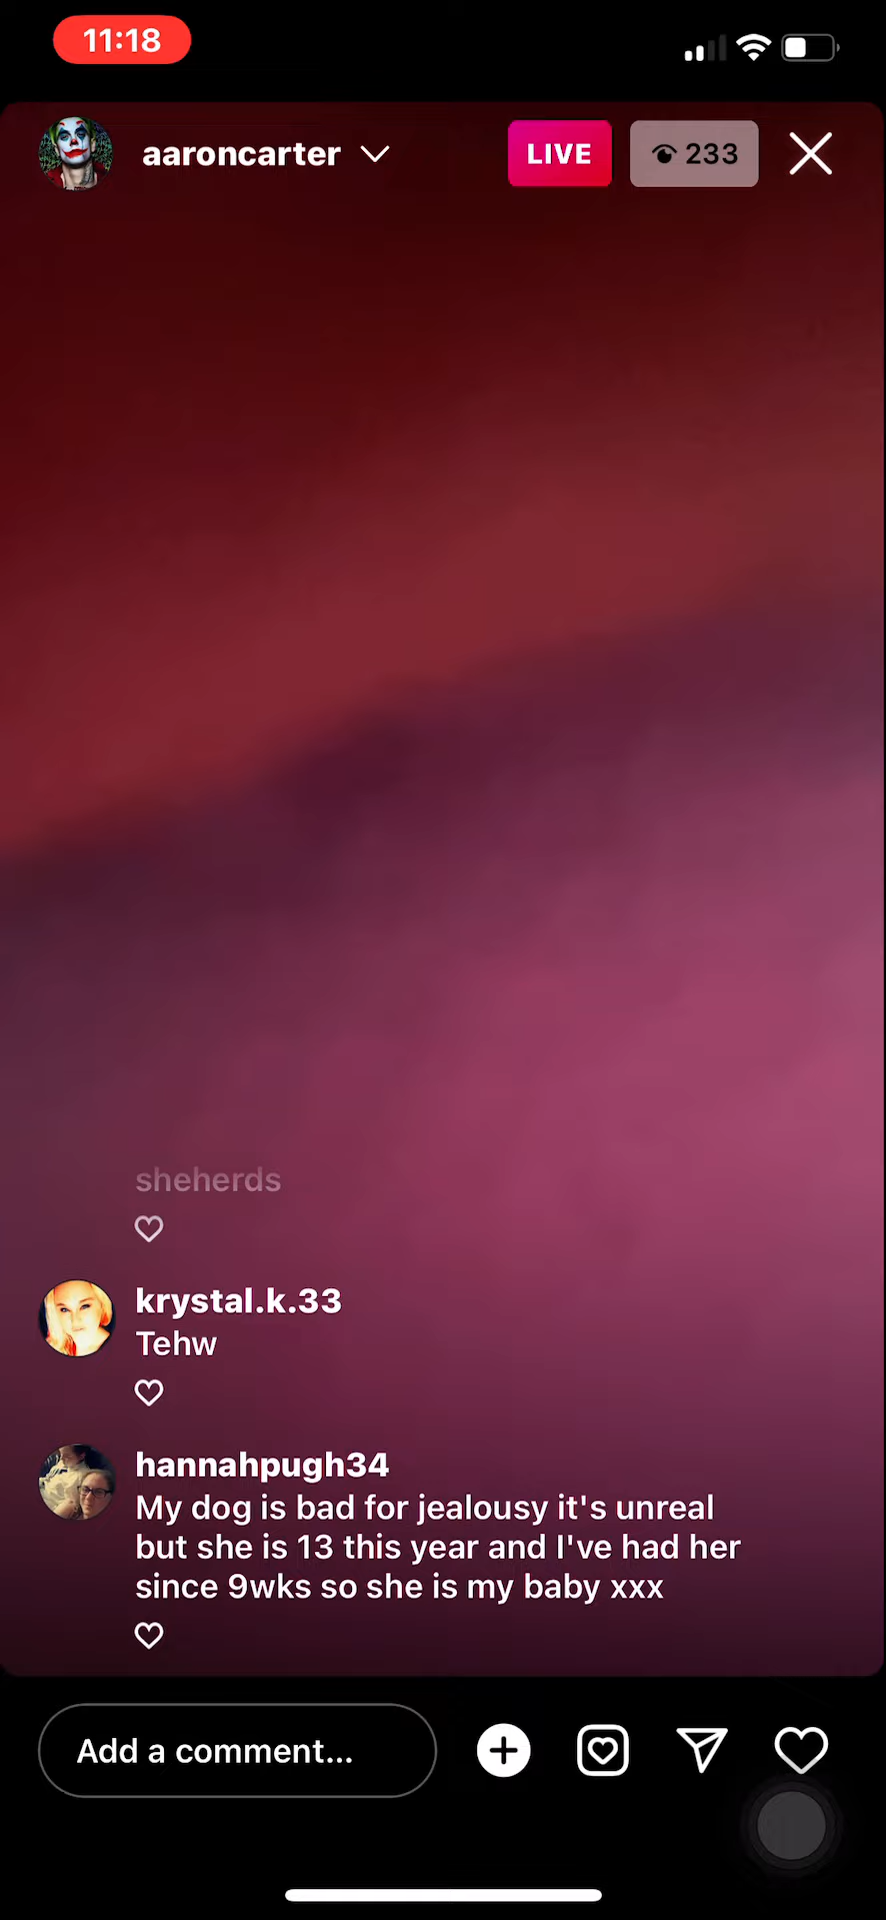 11:18
aaroncarter
LIVE
233
sheherds
krystal.k.33
Tehw
hannahpugh34
My dog is bad for jealousy it's unreal
but she is 13 this year and I've had her
since 9wks so she is my baby xxx
Add a comment...